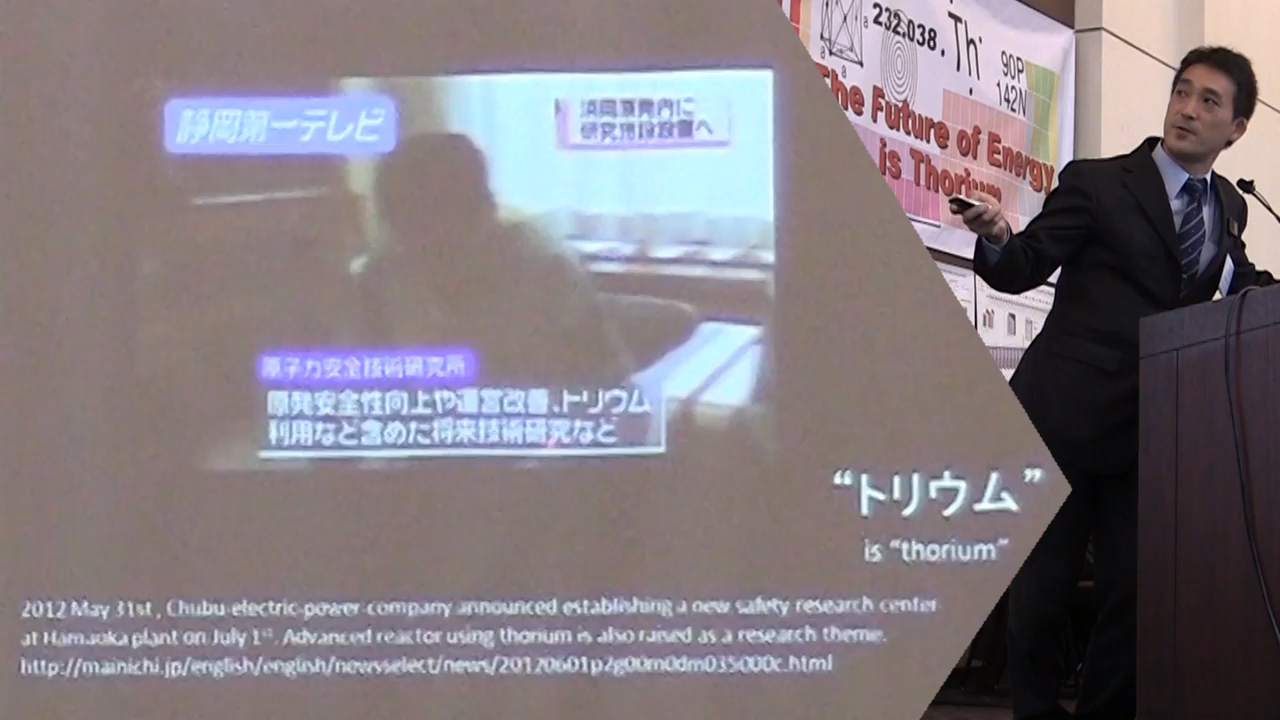 静岡第一テレビ
浜岡原発内に
研究施設設置へ
原子力安全技術研究所
原発安全性向上や運営改善、トリウム
利用など含めた将来技術研究など
“トリウム”
is “thorium”
2012 May 31st, Chubu-electric-power-company announced establishing a new safety research center
at Hamaoka plant on July 1st. Advanced reactor using thorium is also raised as a research theme.
http://mainichi.jp/english/english/newsselect/news/20120601p2g00m0dm035000c.html
232.038
Th
90P
142N
a
a
a
The Future of Energy
is Thorium